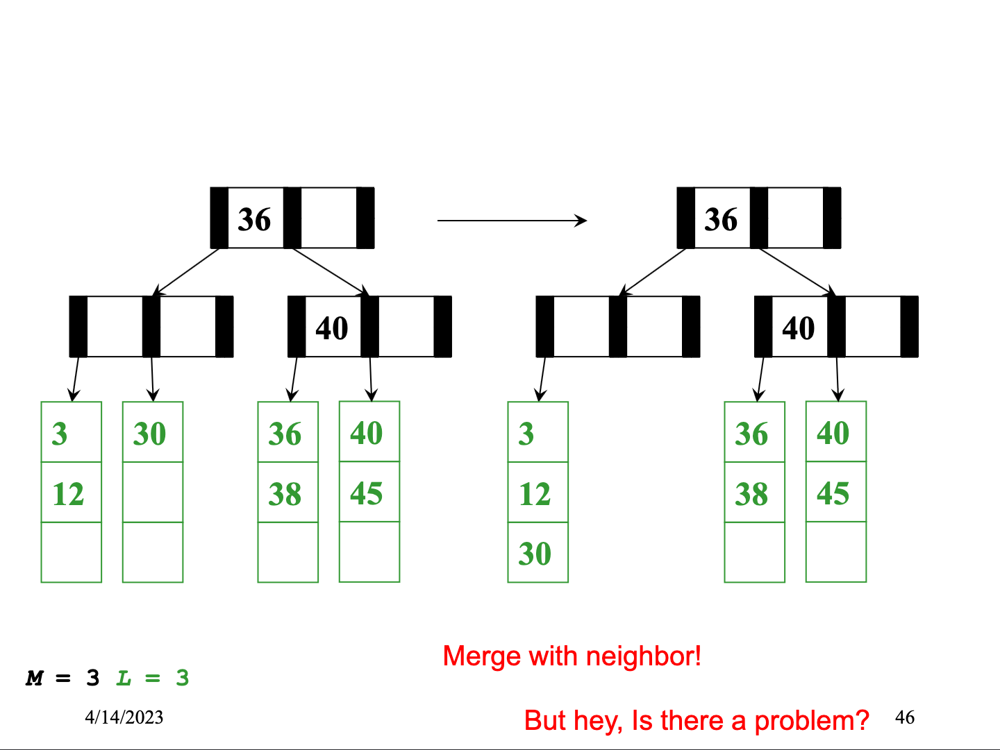 36 36
40 40
3 30 36 40 3 36 40
12 38 45 12 38 45
30
Merge with neighbor!
M = 3 L = 3
4/14/2023 But hey, Is there a problem? 46